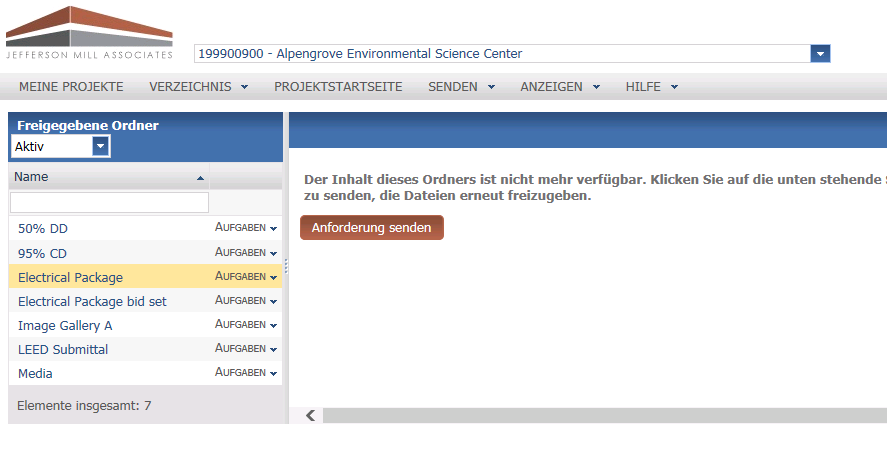 JEFFERSON MILL ASSOCIATES
199900900 - Alpengrove Environmental Science Center
MEINE PROJEKTE VERZEICHNIS PROJEKTSTARTSEITE SENDEN ANZEIGEN HILFE
Freigegebene Ordner
Aktiv
Name
50% DD AUFGABEN
95% CD AUFGABEN
Electrical Package AUFGABEN
Electrical Package bid set AUFGABEN
Image Gallery A AUFGABEN
LEED Submittal AUFGABEN
Media AUFGABEN
Elemente insgesamt: 7
Der Inhalt dieses Ordners ist nicht mehr verfügbar. Klicken Sie auf die unten stehende
zu senden, die Dateien erneut freizugeben.
Anforderung senden